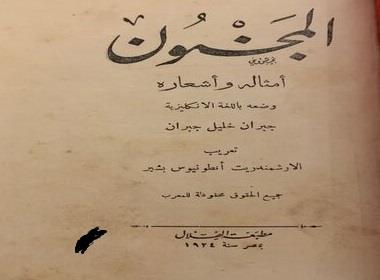 المجنون
أمثاله وأشعاره
وضعه باللغة الانكليزية
جبران خليل جبران
تعريب
الارشمندريت أنطونيوس بشير
جميع الحقوق محفوظة للمعرب
مطبعة الهلال
بمصر سنة ١٩٢٤